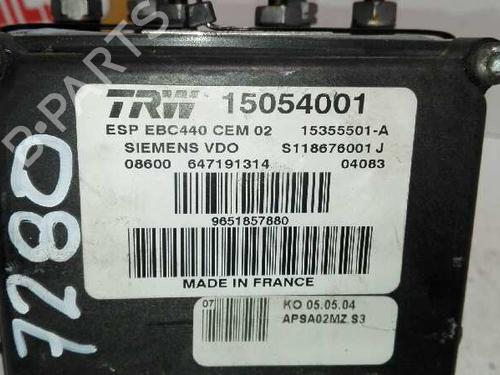 TRW 15054001
ESP EBC440 CEM 02 15355501-A
SIEMENS VDO S118676001 J
08600 647191314 04083
9651857880
MADE IN FRANCE
07 KO 05.05.04
APSA02MZ.S3
7280
B-PARTS